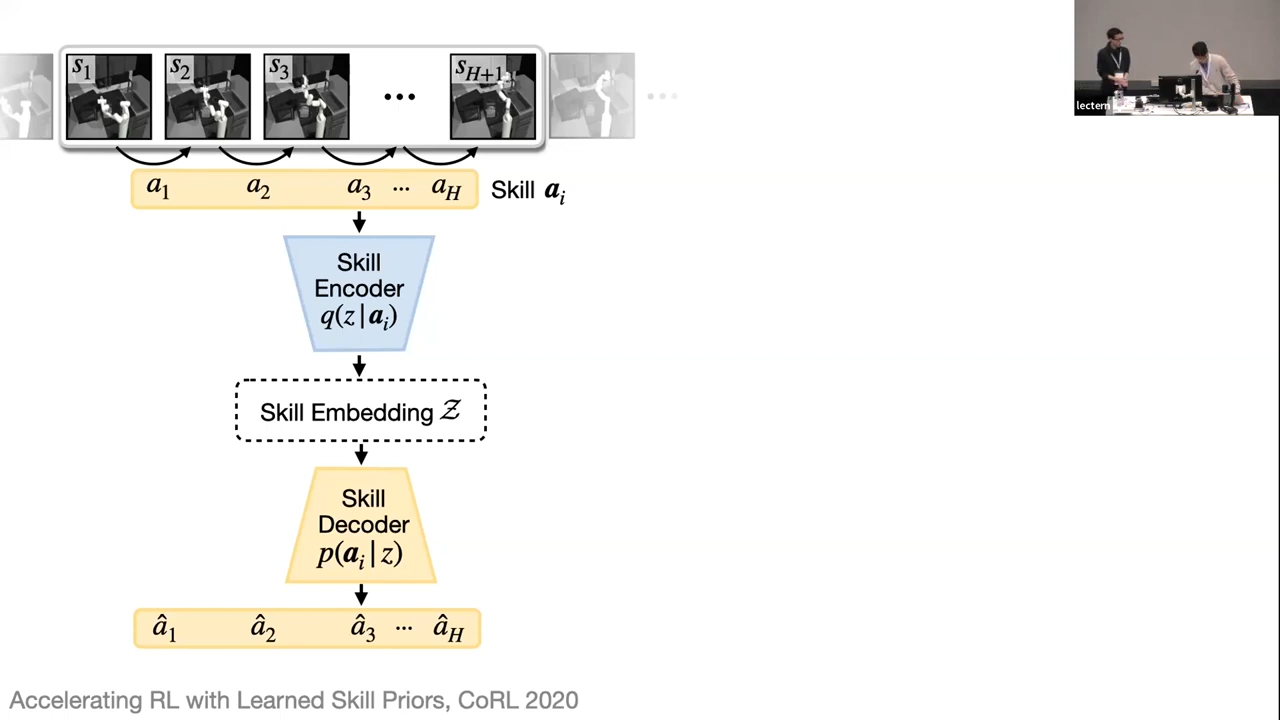 s1 s2 s3 ... sH+1 ...
a1 a2 a3 ... aH Skill ai
Skill
Encoder
q(z|ai)
Skill Embedding Z
Skill
Decoder
p(ai|z)
â1 â2 â3 ... âH
Accelerating RL with Learned Skill Priors, CoRL 2020
lectern